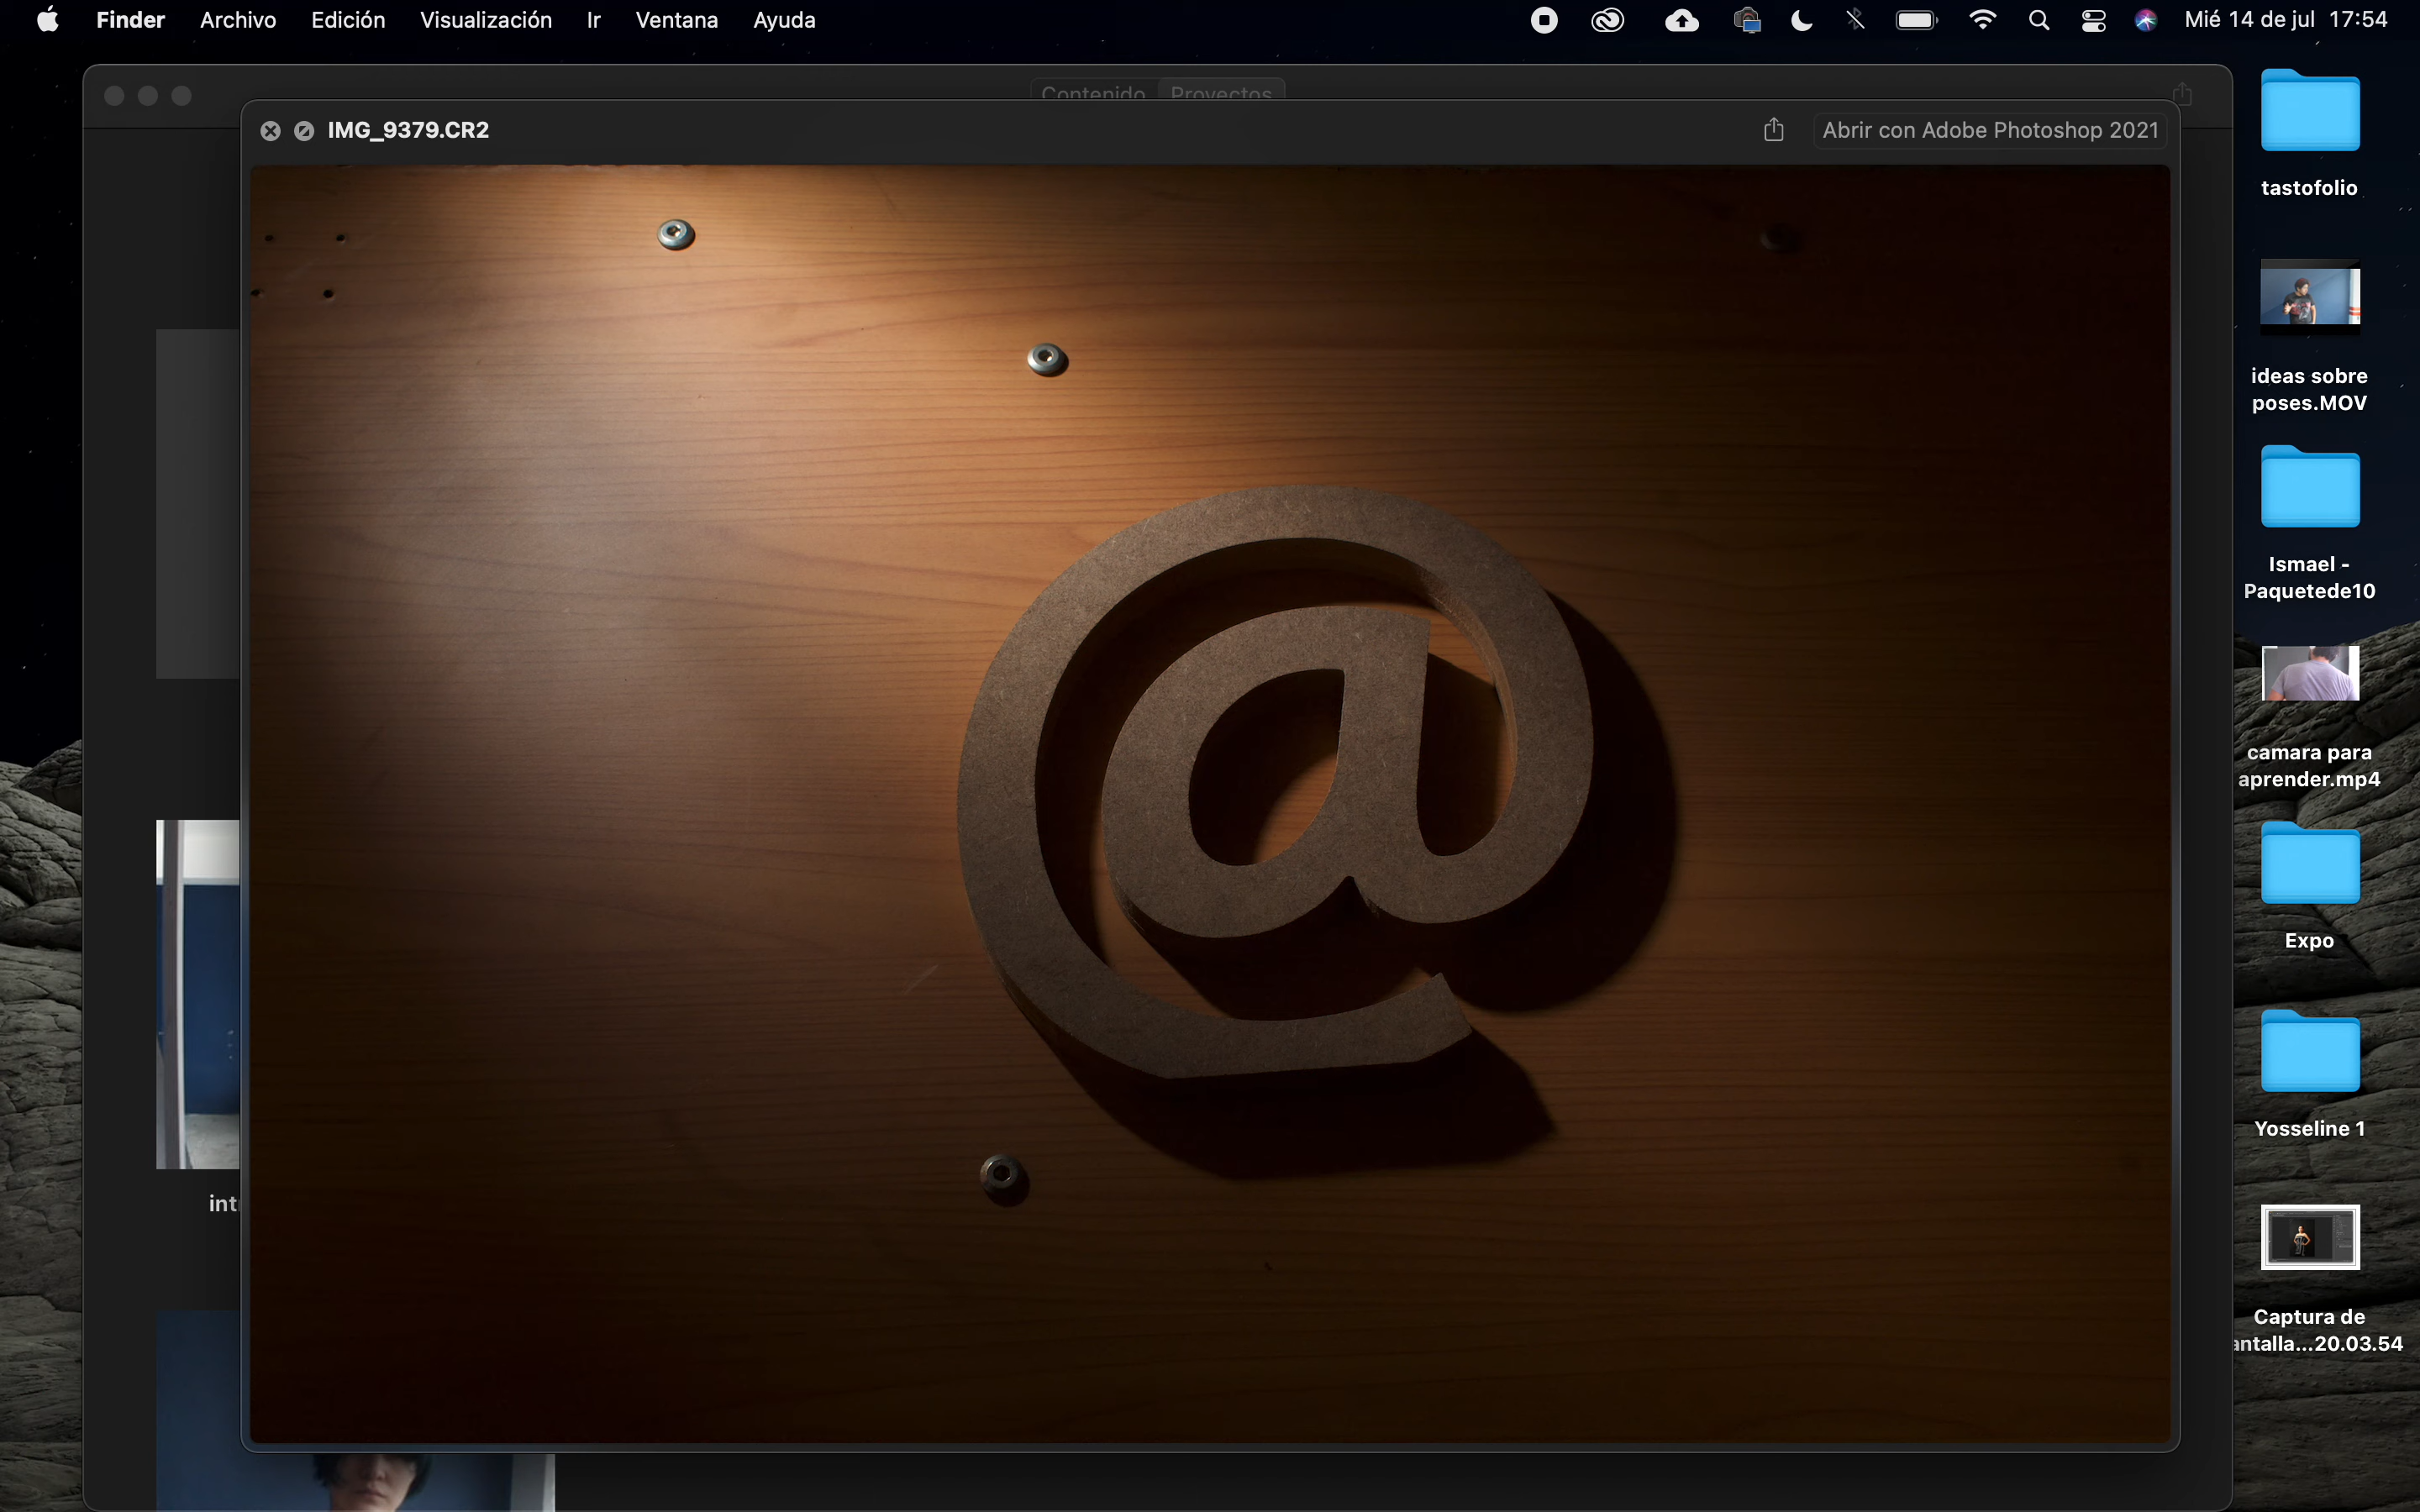 Finder Archivo Edición Visualización Ir Ventana Ayuda Mié 14 de jul 17:54
Contenido Proyectos
IMG_9379.CR2 Abrir con Adobe Photoshop 2021
@
tastofolio
ideas sobre
poses.MOV
Ismael -
Paquetede10
camara para
aprender.mp4
Expo
Yosseline 1
Captura de
antalla...20.03.54